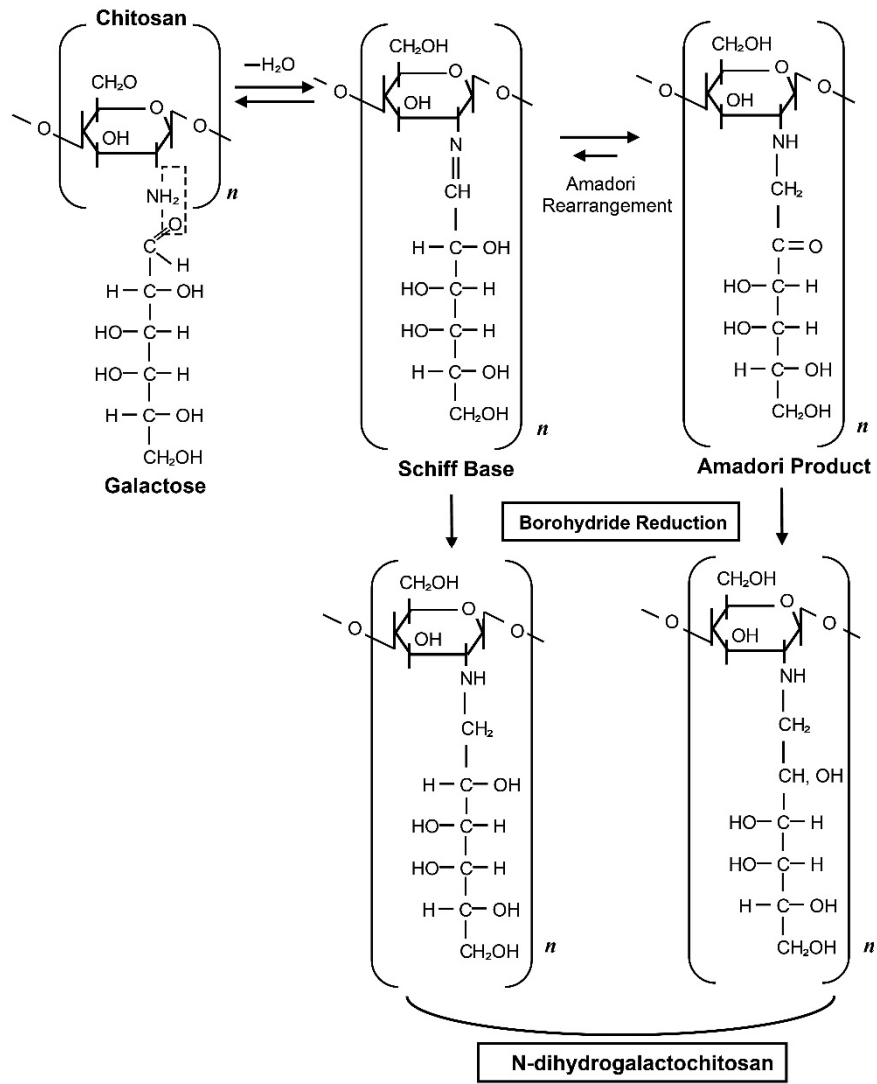 Chitosan
CH₂O
O
O
OH
O
NH₂
n
O
C
H
H C OH
HO C H
HO C H
H C OH
CH₂OH
Galactose
−H₂O
CH₂OH
O
O
OH
O
N
CH
H C OH
HO C H
HO C H
H C OH
CH₂OH
n
Schiff Base
Amadori
Rearrangement
CH₂OH
O
O
OH
O
NH
CH₂
C=O
HO C H
HO C H
H C OH
CH₂OH
n
Amadori Product
Borohydride Reduction
CH₂OH
O
O
OH
O
NH
CH₂
H C OH
HO C H
HO C H
H C OH
CH₂OH
n
CH₂OH
O
O
OH
O
NH
CH₂
CH, OH
HO C H
HO C H
H C OH
CH₂OH
n
N-dihydrogalactochitosan